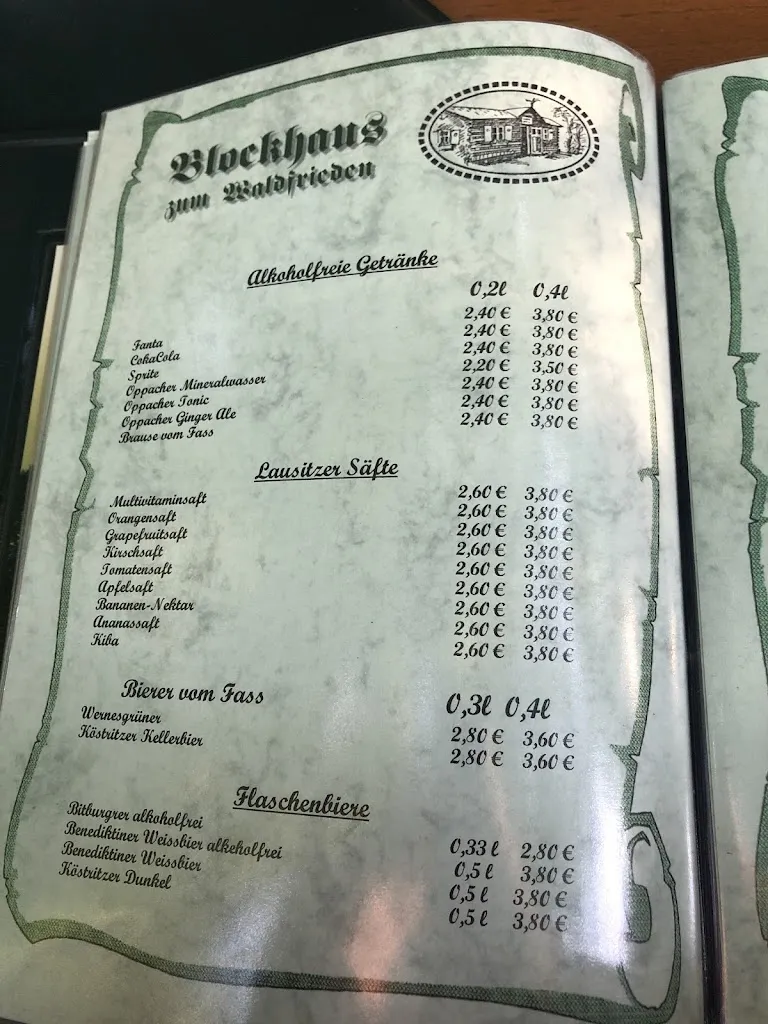 Blockhaus
zum Waldfrieden
Alkoholfreie Getränke
0,2l 0,4l
Fanta 2,40 € 3,80 €
CokaCola 2,40 € 3,80 €
Sprite 2,40 € 3,80 €
Oppacher Mineralwasser 2,20 € 3,50 €
Oppacher Tonic 2,40 € 3,80 €
Oppacher Ginger Ale 2,40 € 3,80 €
Brause vom Fass 2,40 € 3,80 €
Lausitzer Säfte
Multivitaminsaft 2,60 € 3,80 €
Orangensaft 2,60 € 3,80 €
Grapefruitsaft 2,60 € 3,80 €
Kirschsaft 2,60 € 3,80 €
Tomatensaft 2,60 € 3,80 €
Apfelsaft 2,60 € 3,80 €
Bananen-Nektar 2,60 € 3,80 €
Ananassaft 2,60 € 3,80 €
Kiba 2,60 € 3,80 €
Bierer vom Fass 0,3l 0,4l
Wernesgrüner 2,80 € 3,60 €
Köstritzer Kellerbier 2,80 € 3,60 €
Flaschenbiere
Bitburgrer alkoholfrei 0,33 l 2,80 €
Benediktiner Weissbier alkeholfrei 0,5 l 3,80 €
Benediktiner Weissbier 0,5 l 3,80 €
Köstritzer Dunkel 0,5 l 3,80 €